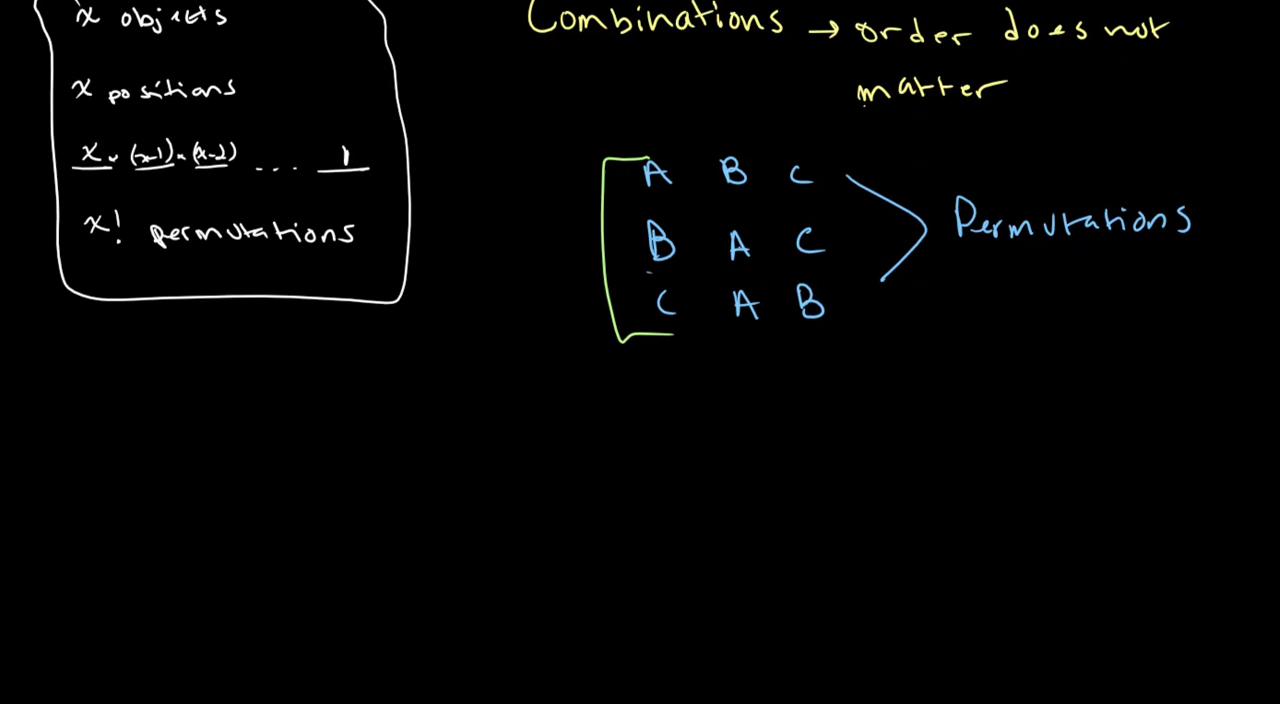 x objects
x positions
x · (x-1) · (x-2) ... 1
x! permutations
Combinations → order does not
matter
A B C
B A C
C A B
Permutations